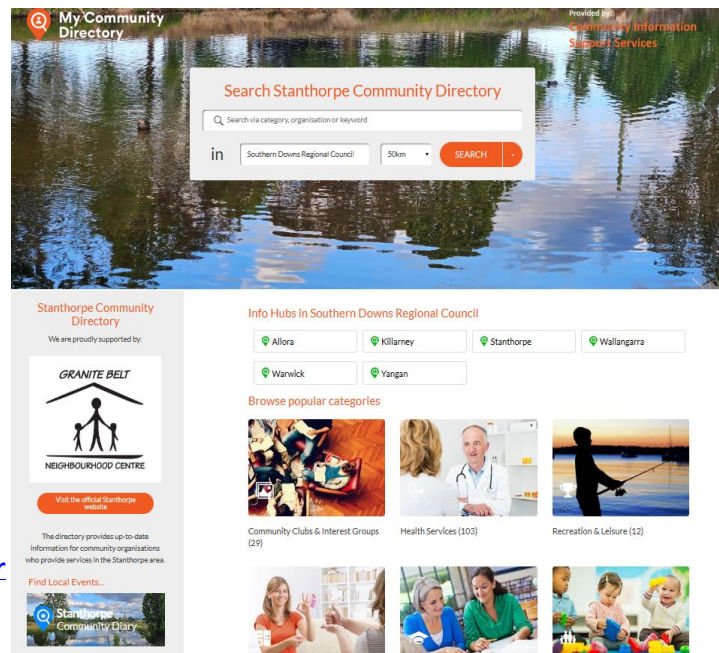 My Community
Directory
Provided by:
Community Information
Support Services
Search Stanthorpe Community Directory
Search via category, organisation or keyword
in
Southern Downs Regional Council
50km
SEARCH
Stanthorpe Community
Directory
We are proudly supported by:
GRANITE BELT
NEIGHBOURHOOD CENTRE
Visit the official Stanthorpe
website
The directory provides up-to-date
information for community organisations
who provide services in the Stanthorpe area.
r
Find Local Events...
Stanthorpe
Community Diary
Info Hubs in Southern Downs Regional Council
Allora
Killarney
Stanthorpe
Wallangarra
Warwick
Yangan
Browse popular categories
Community Clubs & Interest Groups
(29)
Health Services (103)
Recreation & Leisure (12)